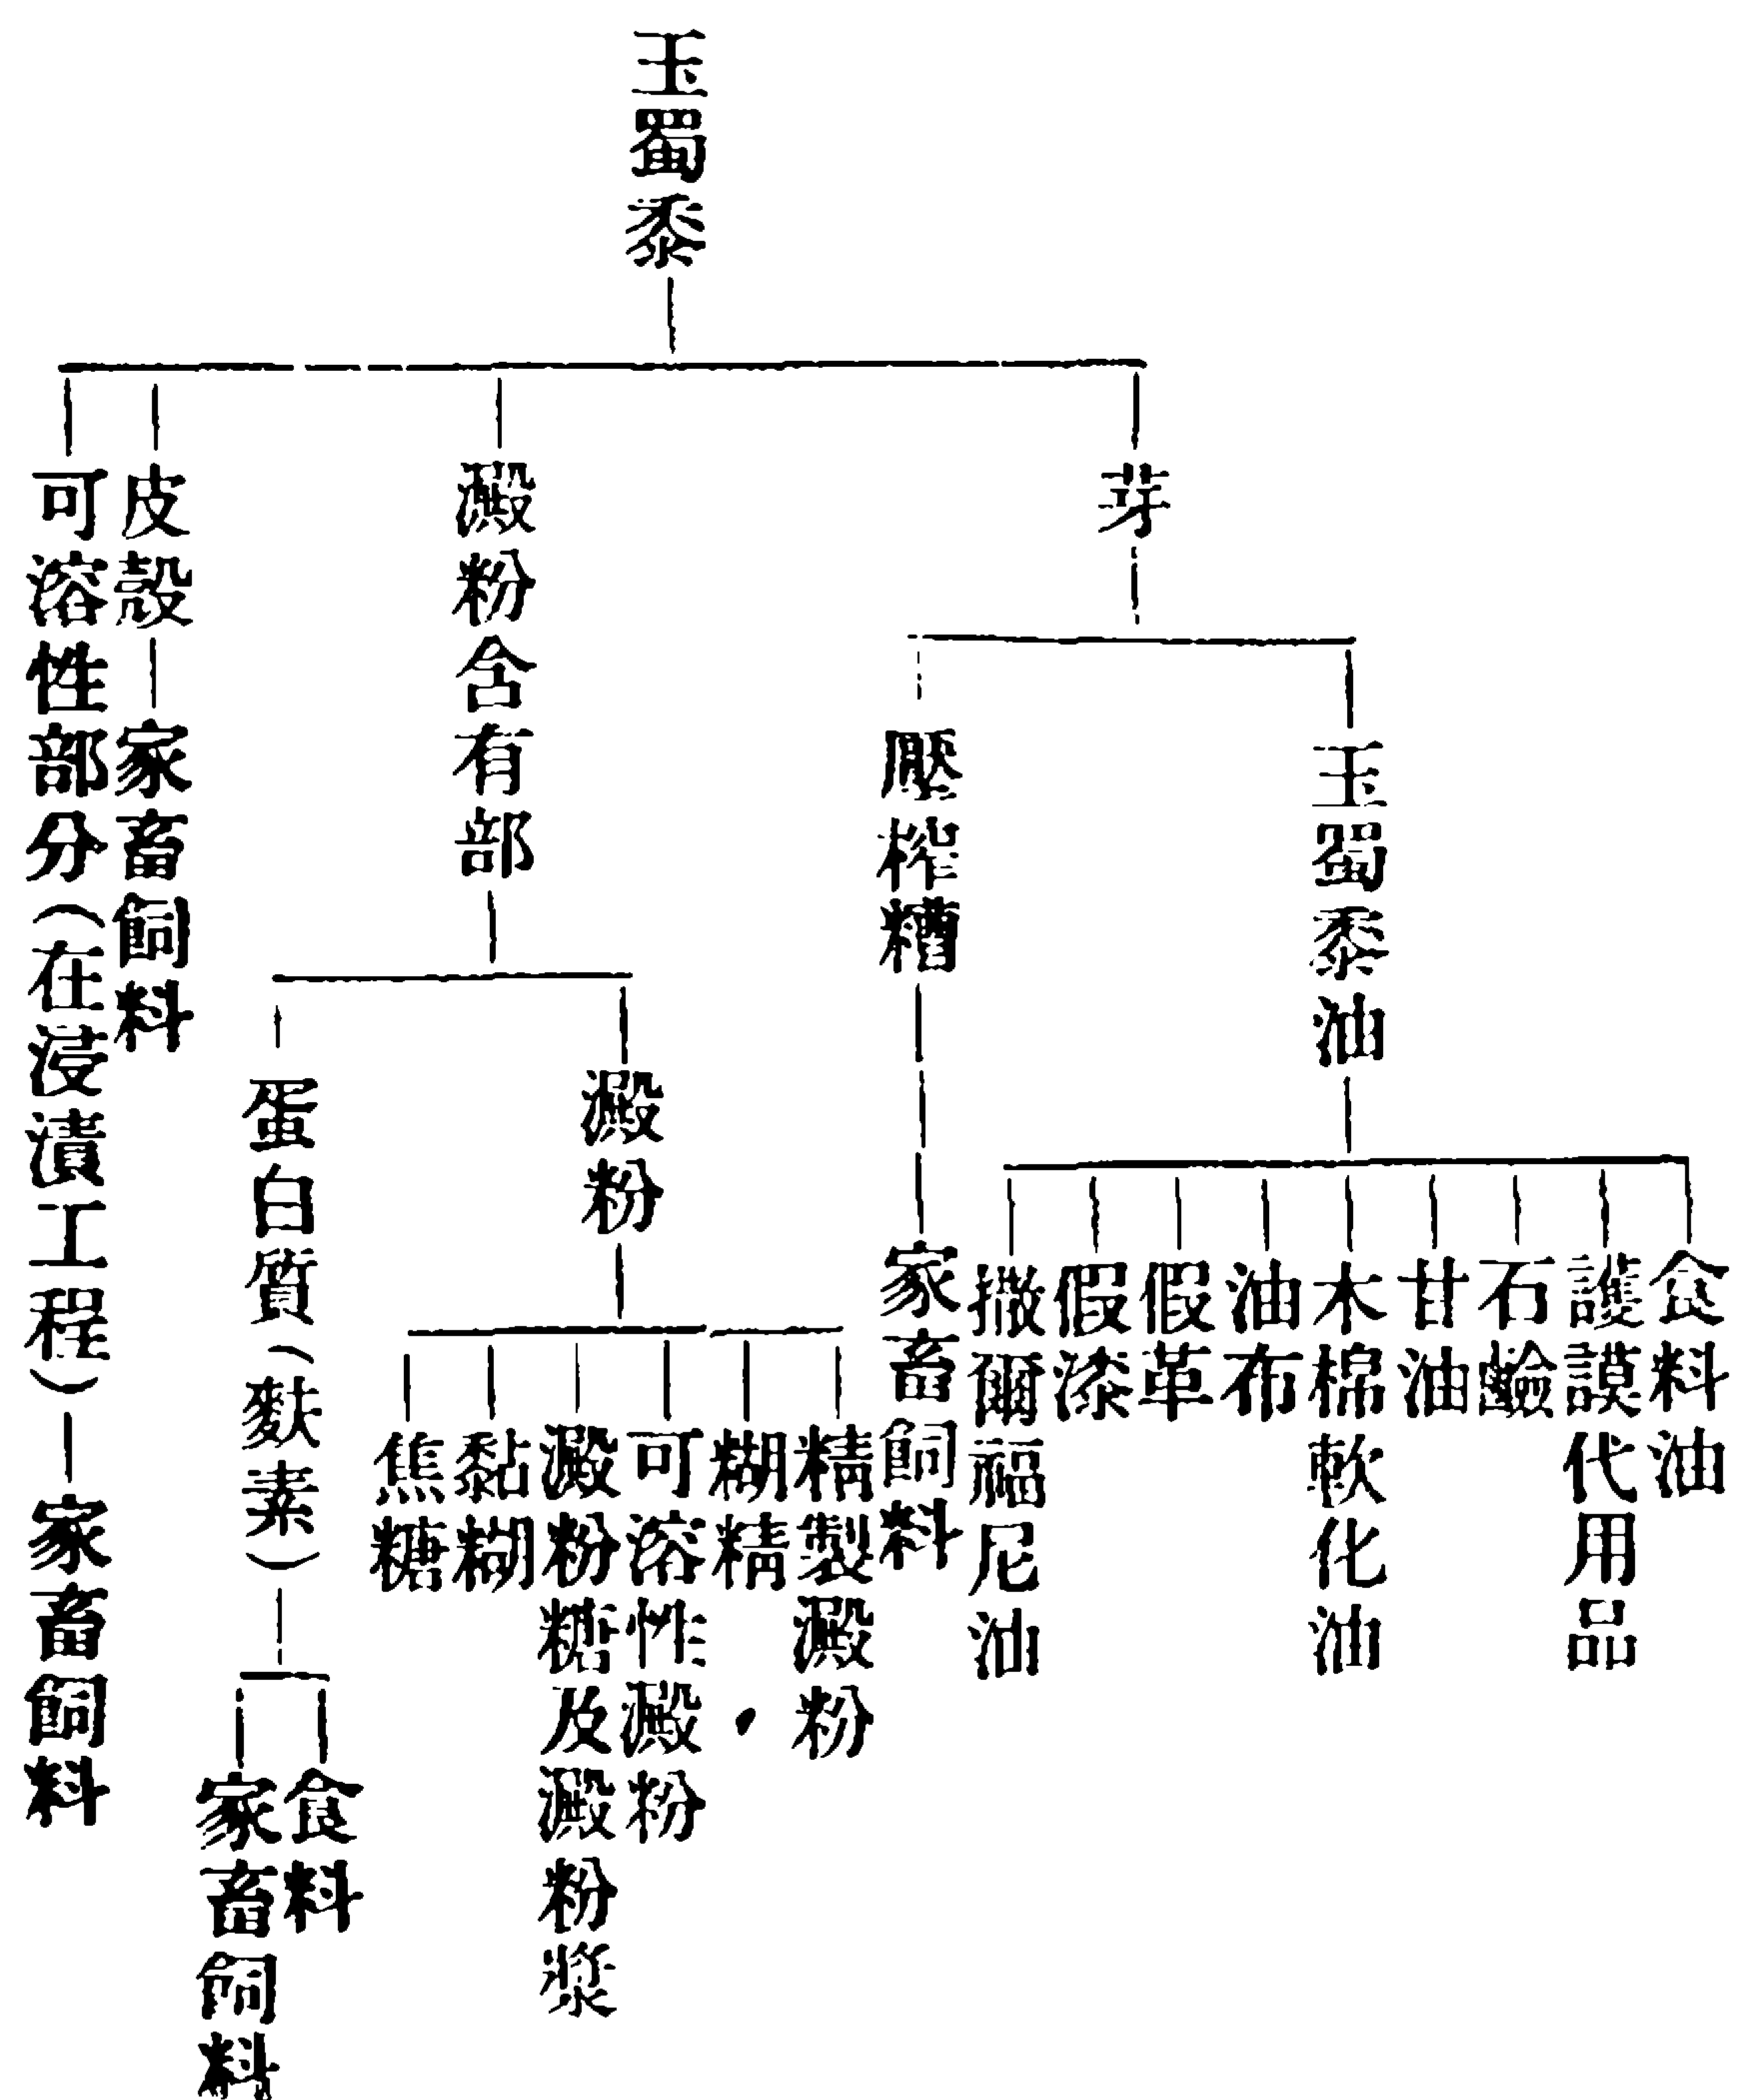 玉蜀黍
芽
玉蜀黍油
食料油
護謨代用品
石鹼
甘油
木棉軟化油
油布
假革
假漆
撒爾福尼油
壓榨糟
家畜飼料
澱粉含有部
澱粉
精製澱粉
糊精
可溶性澱粉
澱粉糖及澱粉漿
黏糊
焦糖
蛋白質(麩素)
食料
家畜飼料
皮殼
家畜飼料
可溶性部分(在浸漬工程)
家畜飼料